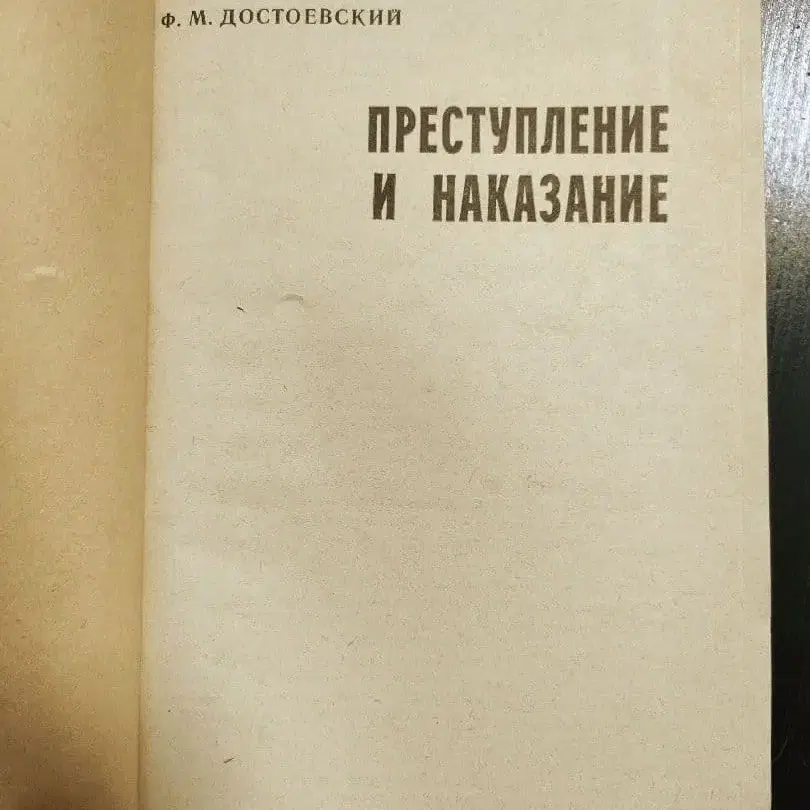 Ф. М. ДОСТОЕВСКИЙ
ПРЕСТУПЛЕНИЕ
И НАКАЗАНИЕ